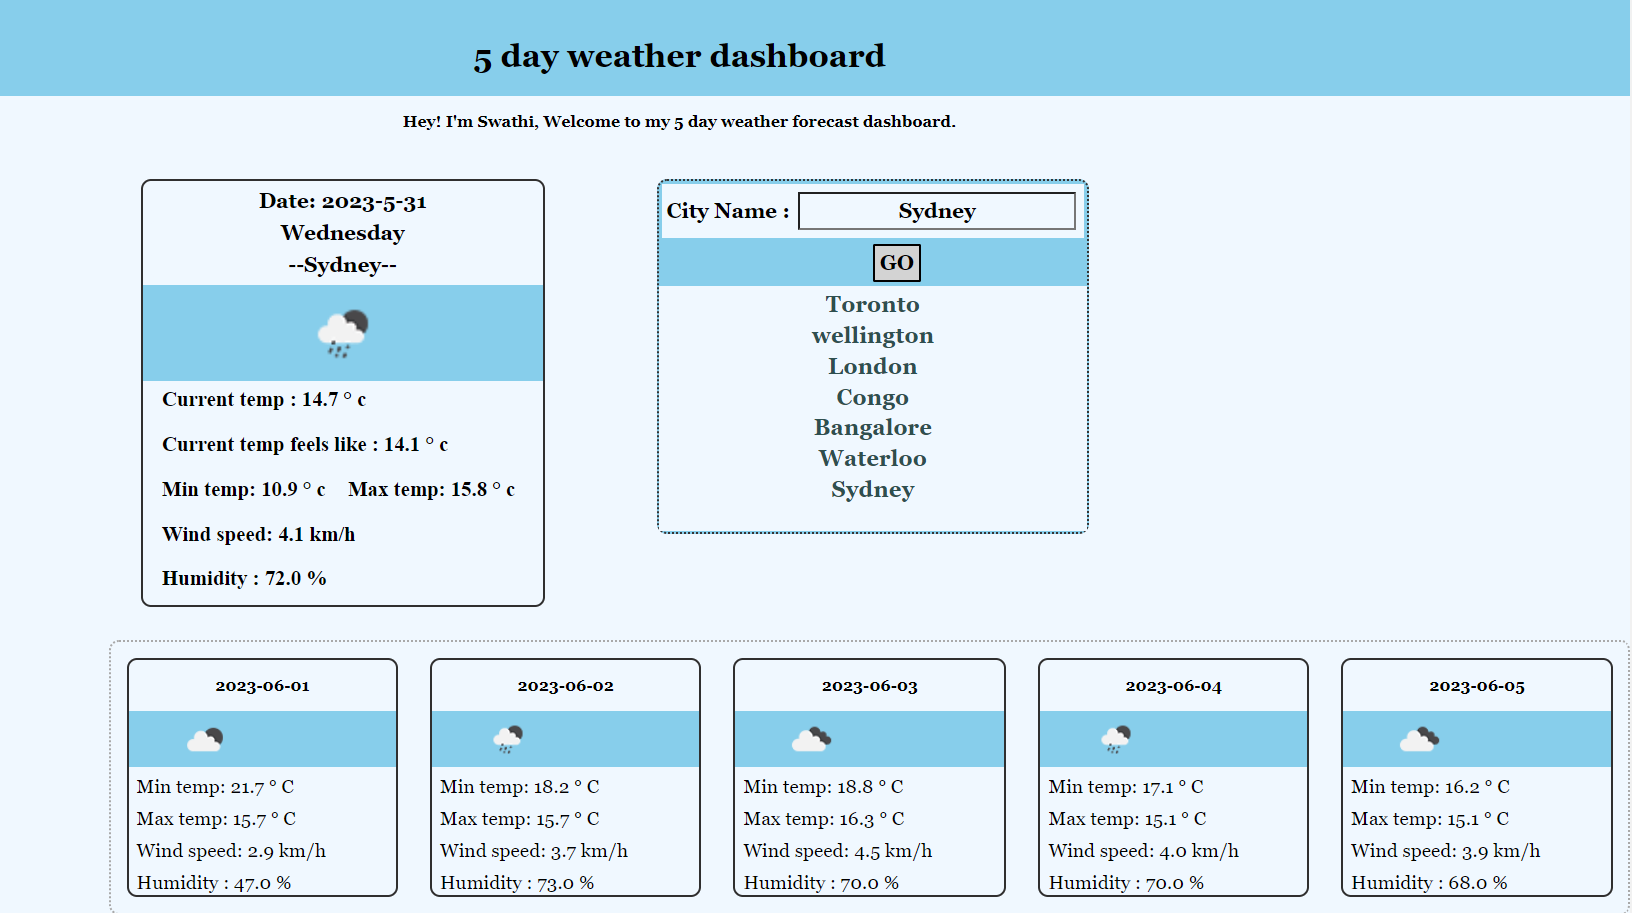 5 day weather dashboard
Hey! I'm Swathi, Welcome to my 5 day weather forecast dashboard.
Date: 2023-5-31
Wednesday
--Sydney--
Current temp : 14.7 ° c
Current temp feels like : 14.1 ° c
Min temp: 10.9 ° c Max temp: 15.8 ° c
Wind speed: 4.1 km/h
Humidity : 72.0 %
City Name : Sydney
GO
Toronto
wellington
London
Congo
Bangalore
Waterloo
Sydney
2023-06-01
Min temp: 21.7 ° C
Max temp: 15.7 ° C
Wind speed: 2.9 km/h
Humidity : 47.0 %
2023-06-02
Min temp: 18.2 ° C
Max temp: 15.7 ° C
Wind speed: 3.7 km/h
Humidity : 73.0 %
2023-06-03
Min temp: 18.8 ° C
Max temp: 16.3 ° C
Wind speed: 4.5 km/h
Humidity : 70.0 %
2023-06-04
Min temp: 17.1 ° C
Max temp: 15.1 ° C
Wind speed: 4.0 km/h
Humidity : 70.0 %
2023-06-05
Min temp: 16.2 ° C
Max temp: 15.1 ° C
Wind speed: 3.9 km/h
Humidity : 68.0 %